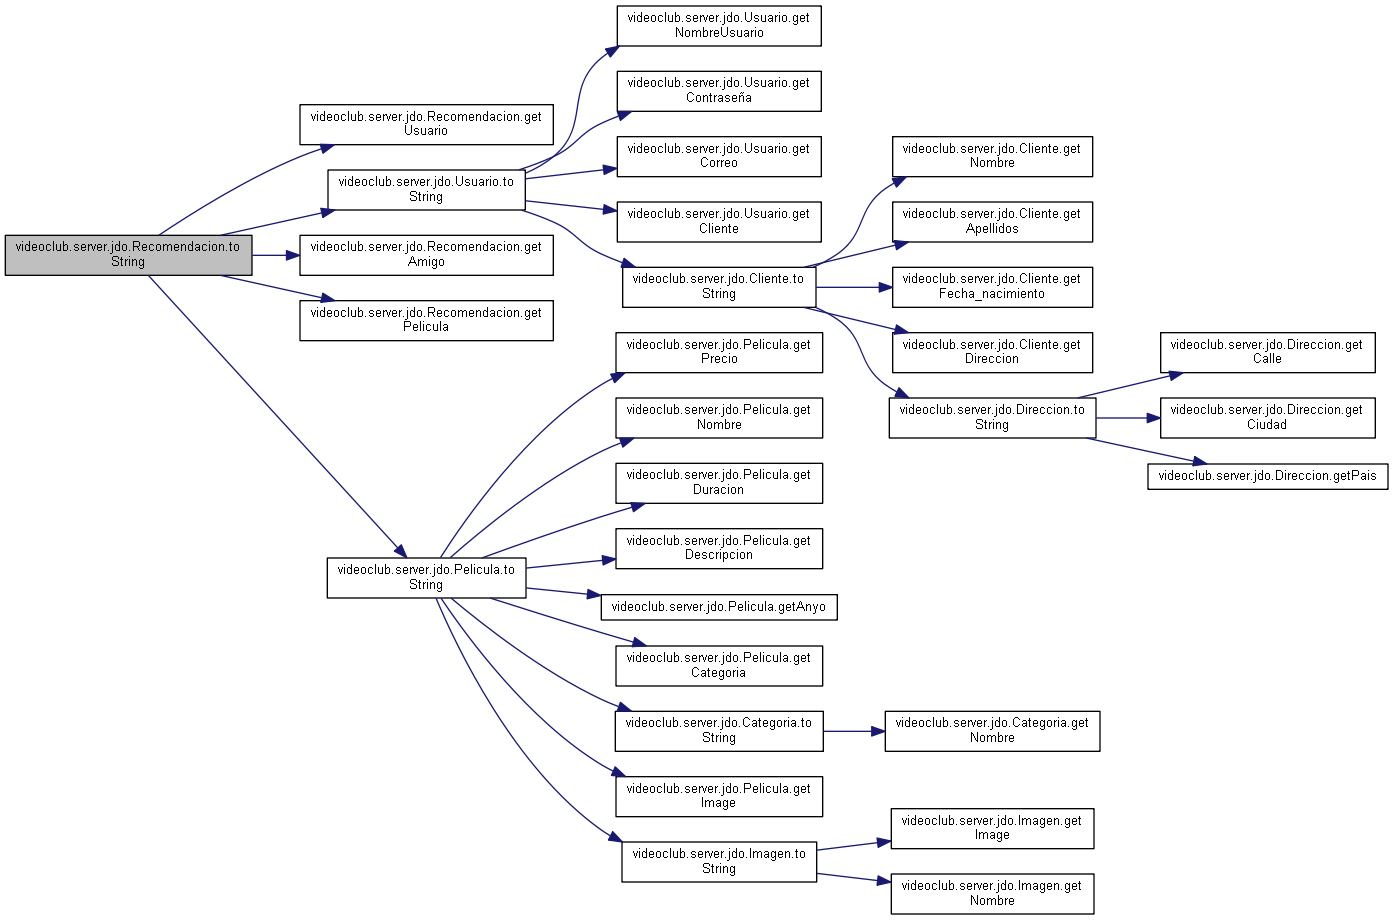 videoclub.server.jdo.Recomendacion.to
String
videoclub.server.jdo.Recomendacion.get
Usuario
videoclub.server.jdo.Usuario.to
String
videoclub.server.jdo.Recomendacion.get
Amigo
videoclub.server.jdo.Recomendacion.get
Pelicula
videoclub.server.jdo.Pelicula.to
String
videoclub.server.jdo.Usuario.get
NombreUsuario
videoclub.server.jdo.Usuario.get
Contraseña
videoclub.server.jdo.Usuario.get
Correo
videoclub.server.jdo.Usuario.get
Cliente
videoclub.server.jdo.Cliente.to
String
videoclub.server.jdo.Pelicula.get
Precio
videoclub.server.jdo.Pelicula.get
Nombre
videoclub.server.jdo.Pelicula.get
Duracion
videoclub.server.jdo.Pelicula.get
Descripcion
videoclub.server.jdo.Pelicula.getAnyo
videoclub.server.jdo.Pelicula.get
Categoria
videoclub.server.jdo.Categoria.to
String
videoclub.server.jdo.Pelicula.get
Image
videoclub.server.jdo.Imagen.to
String
videoclub.server.jdo.Cliente.get
Nombre
videoclub.server.jdo.Cliente.get
Apellidos
videoclub.server.jdo.Cliente.get
Fecha_nacimiento
videoclub.server.jdo.Cliente.get
Direccion
videoclub.server.jdo.Direccion.to
String
videoclub.server.jdo.Categoria.get
Nombre
videoclub.server.jdo.Imagen.get
Image
videoclub.server.jdo.Imagen.get
Nombre
videoclub.server.jdo.Direccion.get
Calle
videoclub.server.jdo.Direccion.get
Ciudad
videoclub.server.jdo.Direccion.getPais